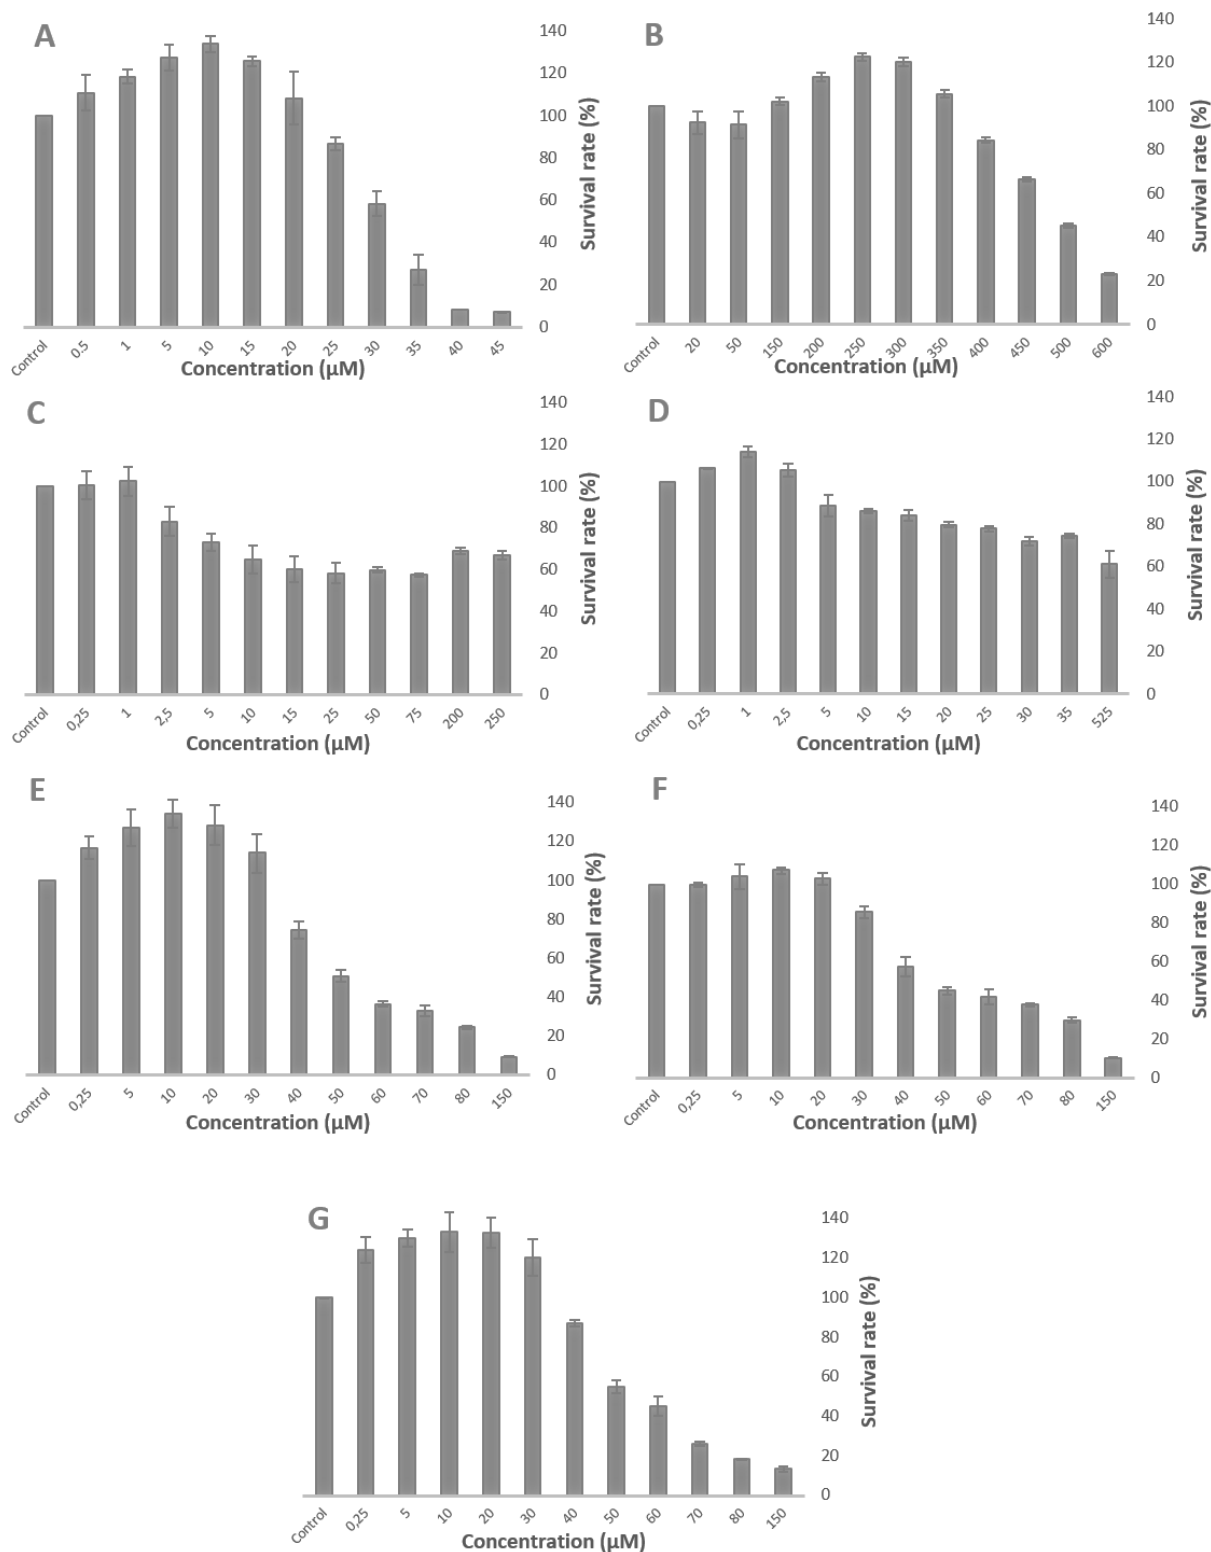 A
140
120
100
80
60
40
20
0
Survival rate (%)
Control 0.5 1 5 10 15 20 25 30 35 40 45
Concentration (µM)
B
140
120
100
80
60
40
20
0
Survival rate (%)
Control 20 50 150 200 250 300 350 400 450 500 600
Concentration (µM)
C
140
120
100
80
60
40
20
0
Survival rate (%)
Control 0,25 1 2,5 5 10 15 25 50 75 200 250
Concentration (µM)
D
140
120
100
80
60
40
20
0
Survival rate (%)
Control 0,25 1 2,5 5 10 15 20 25 30 35 525
Concentration (µM)
E
140
120
100
80
60
40
20
0
Survival rate (%)
Control 0,25 5 10 20 30 40 50 60 70 80 150
Concentration (µM)
F
140
120
100
80
60
40
20
0
Survival rate (%)
Control 0,25 5 10 20 30 40 50 60 70 80 150
Concentration (µM)
G
140
120
100
80
60
40
20
0
Survival rate (%)
Control 0,25 5 10 20 30 40 50 60 70 80 150
Concentration (µM)